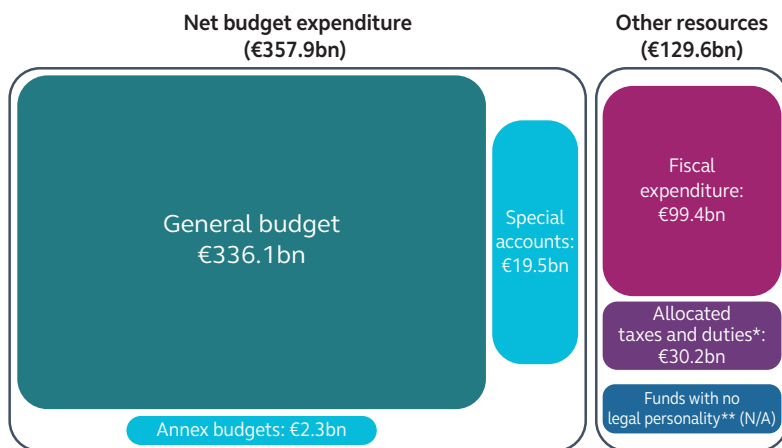 Net budget expenditure
(€357.9bn)
Other resources
(€129.6bn)
General budget
€336.1bn
Special
accounts:
€19.5bn
Annex budgets: €2.3bn
Fiscal
expenditure:
€99.4bn
Allocated
taxes and duties*:
€30.2bn
Funds with no
legal personality** (N/A)